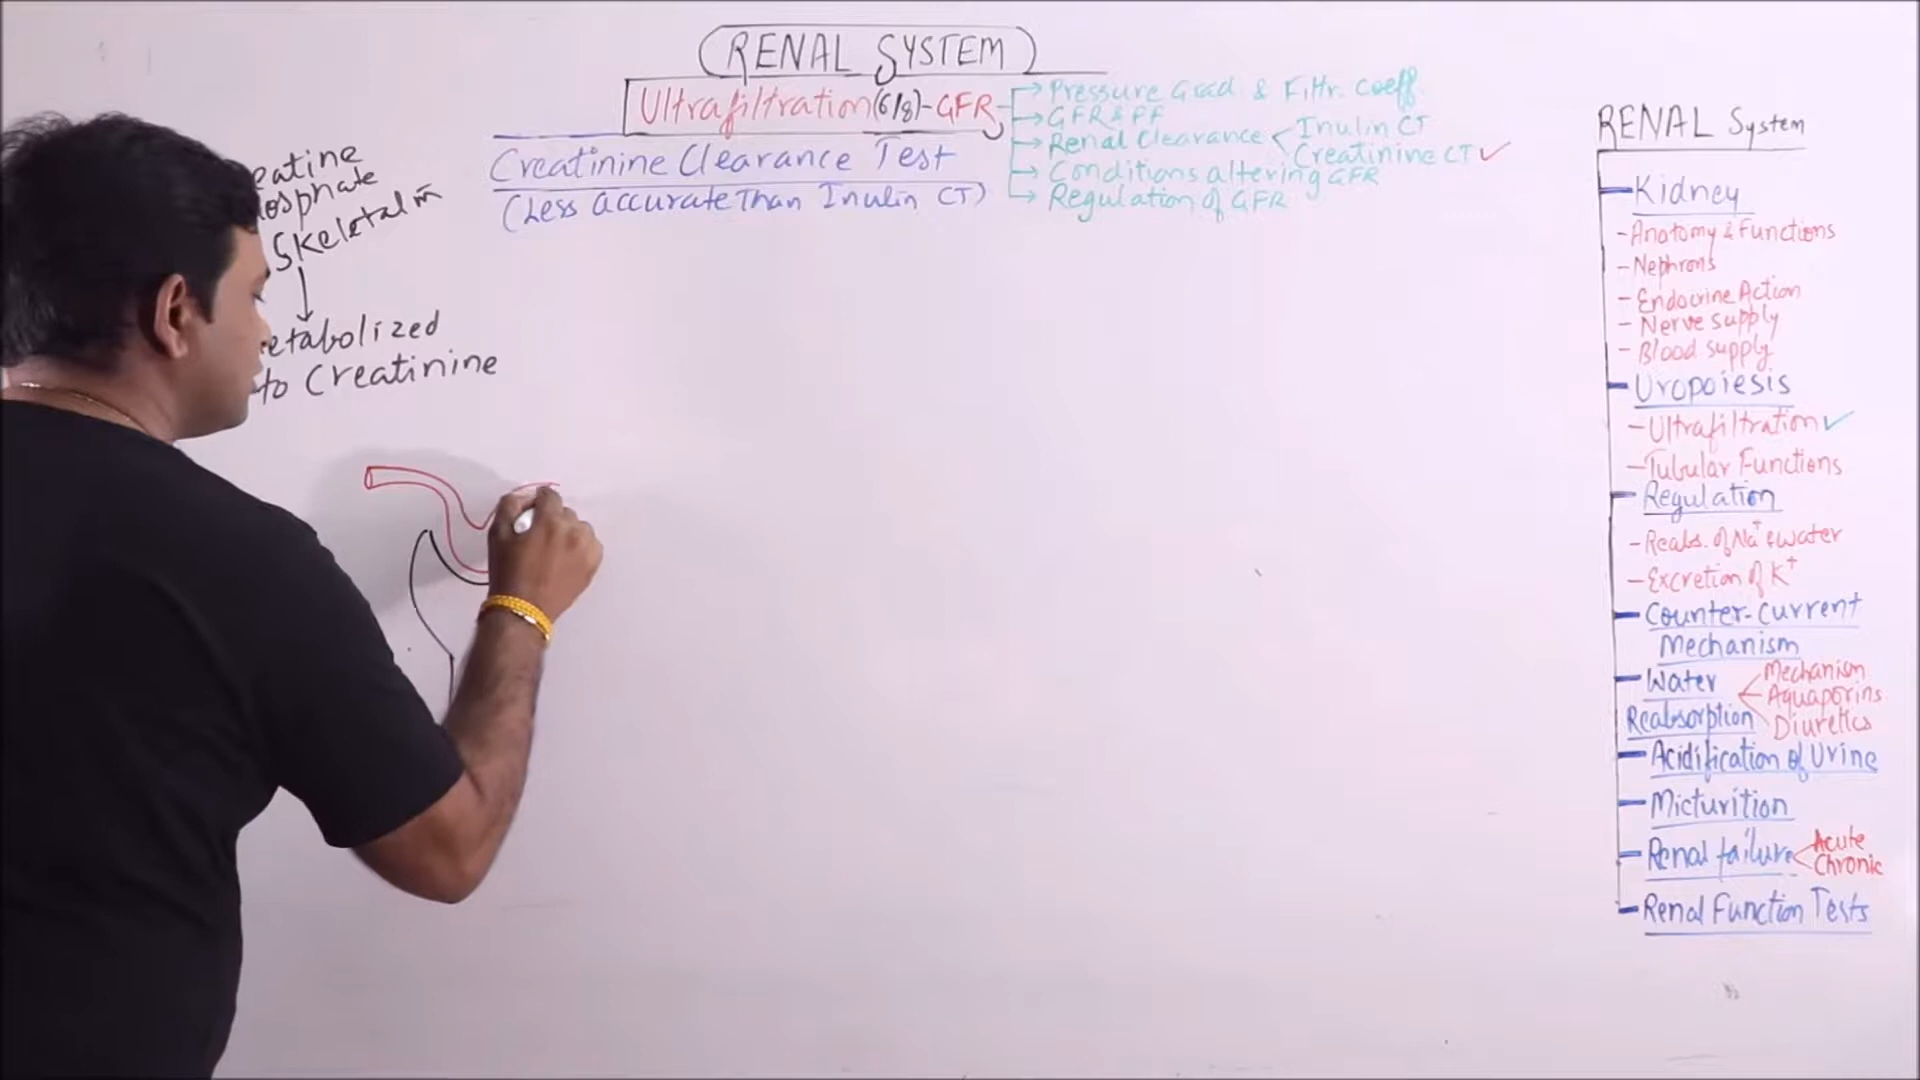 RENAL SYSTEM
Ultrafiltration (6/8)-GFR
Pressure Grad & Filtr. Coeff.
GFR & FF
Renal Clearance
Inulin CT
Creatinine CT ✓
Conditions altering GFR
Regulation of GFR
Creatinine Clearance Test
(Less accurate Than Inulin CT)
eatine
osphate
Skeletal m
etabolized
to Creatinine
RENAL System
Kidney
- Anatomy & Functions
- Nephrons
- Endocrine Action
- Nerve supply
- Blood supply
Uropoiesis
- Ultrafiltration ✓
- Tubular Functions
Regulation
- Reabs. of Na+ & water
- Excretion of K+
Counter-current
Mechanism
Water
Reabsorption
Mechanism
Aquaporins
Diuretics
Acidification of Urine
Micturition
Renal failure
Acute
Chronic
Renal Function Tests